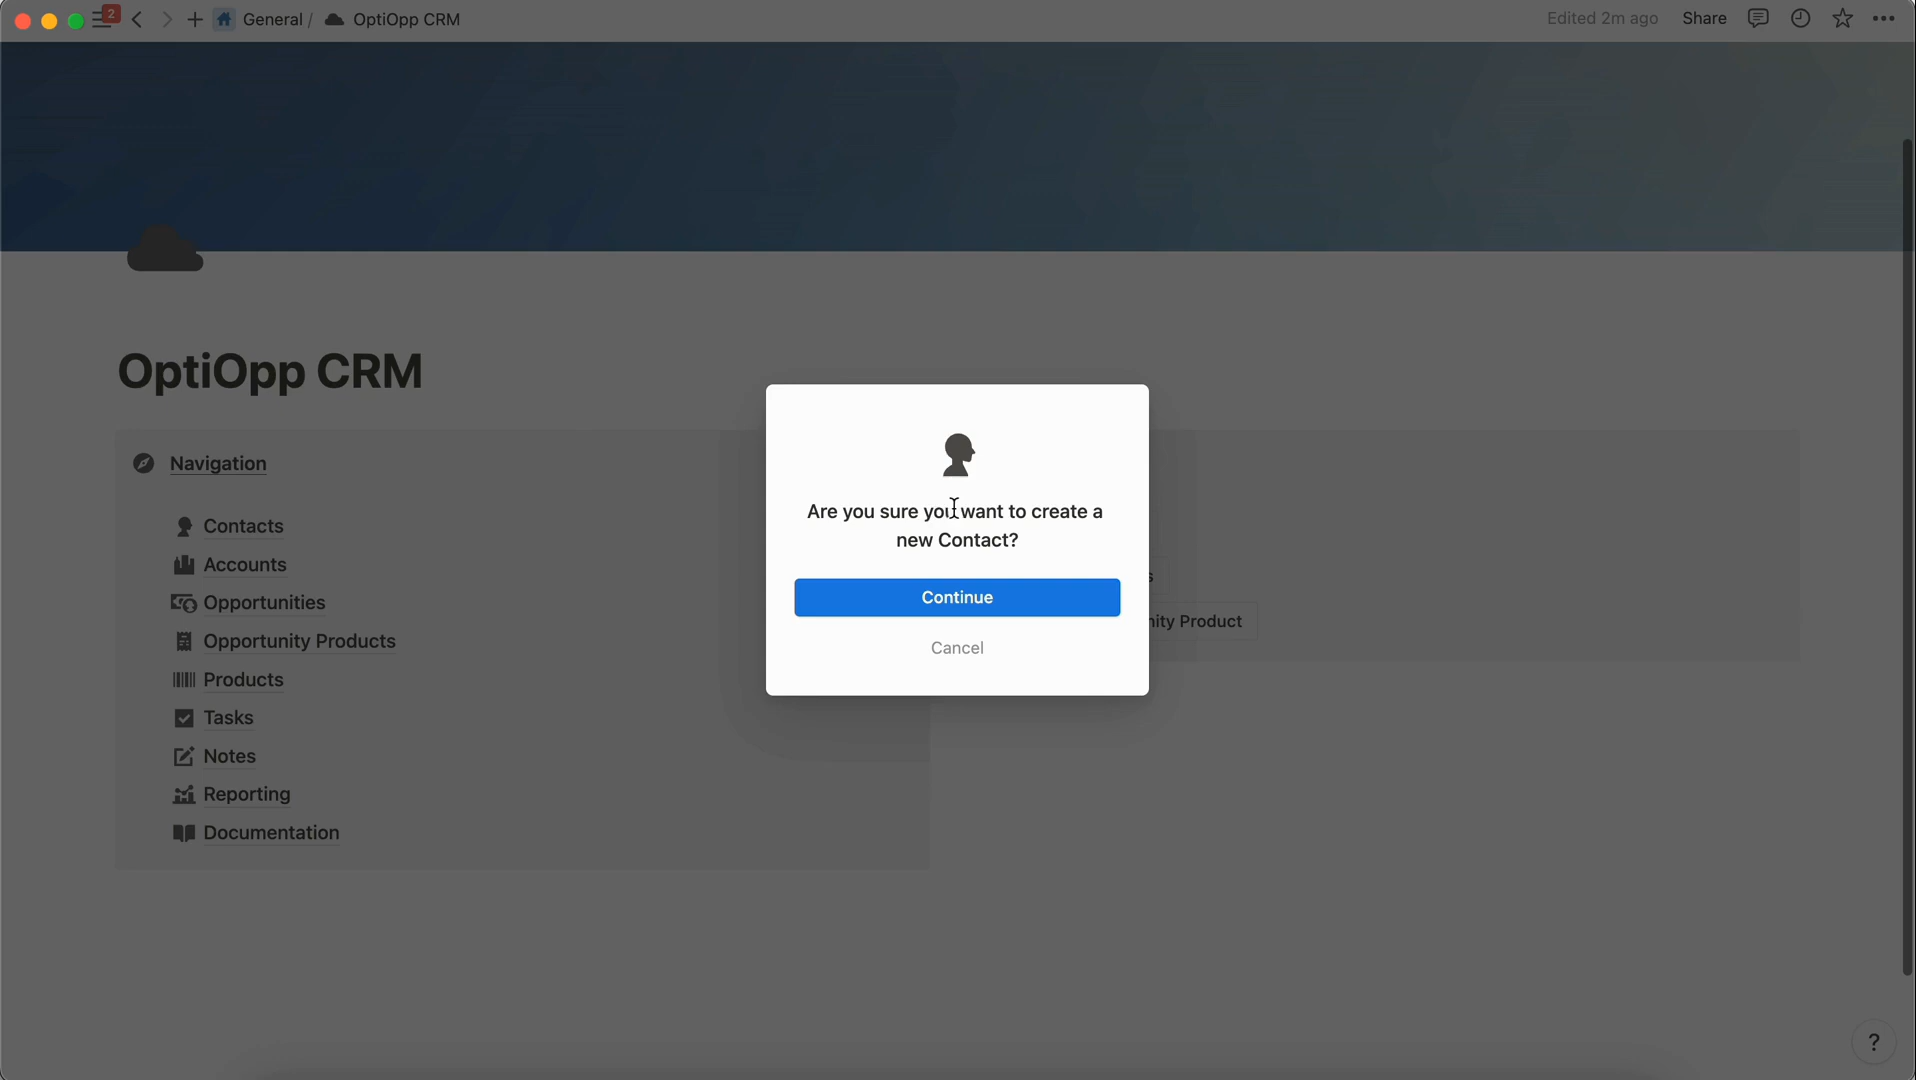 2
General / OptiOpp CRM
Edited 2m ago Share
OptiOpp CRM
Navigation
Contacts
Accounts
Opportunities
Opportunity Products
Products
Tasks
Notes
Reporting
Documentation
Are you sure you want to create a
new Contact?
Continue
Cancel
Product
?